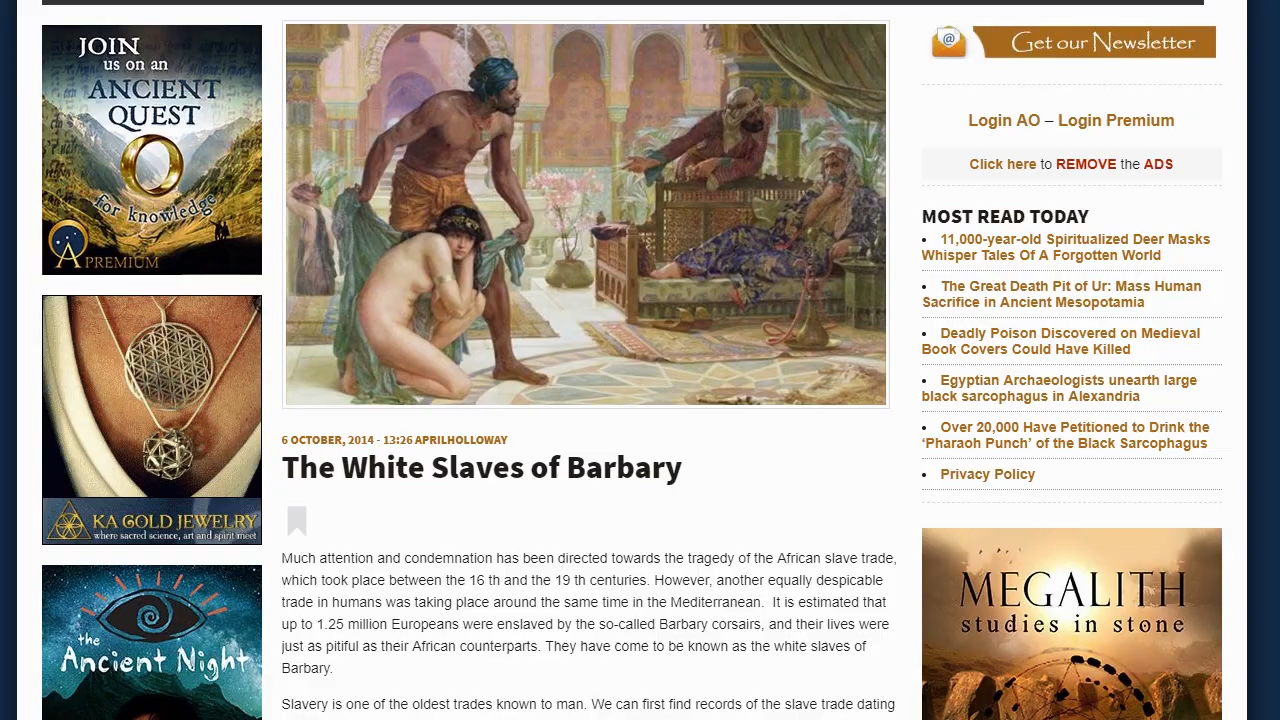 JOIN
us on an
ANCIENT
QUEST
for knowledge
A PREMIUM
KA GOLD JEWELRY
where sacred science, art and spirit meet
the
Ancient Night
6 OCTOBER, 2014 - 13:26 APRILHOLLOWAY
The White Slaves of Barbary
Much attention and condemnation has been directed towards the tragedy of the African slave trade,
which took place between the 16 th and the 19 th centuries. However, another equally despicable
trade in humans was taking place around the same time in the Mediterranean.  It is estimated that
up to 1.25 million Europeans were enslaved by the so-called Barbary corsairs, and their lives were
just as pitiful as their African counterparts. They have come to be known as the white slaves of
Barbary.
Slavery is one of the oldest trades known to man. We can first find records of the slave trade dating
@ Get our Newsletter
Login AO – Login Premium
Click here to REMOVE the ADS
MOST READ TODAY
• 11,000-year-old Spiritualized Deer Masks
Whisper Tales Of A Forgotten World
• The Great Death Pit of Ur: Mass Human
Sacrifice in Ancient Mesopotamia
• Deadly Poison Discovered on Medieval
Book Covers Could Have Killed
• Egyptian Archaeologists unearth large
black sarcophagus in Alexandria
• Over 20,000 Have Petitioned to Drink the
‘Pharaoh Punch’ of the Black Sarcophagus
• Privacy Policy
MEGALITH
studies in stone